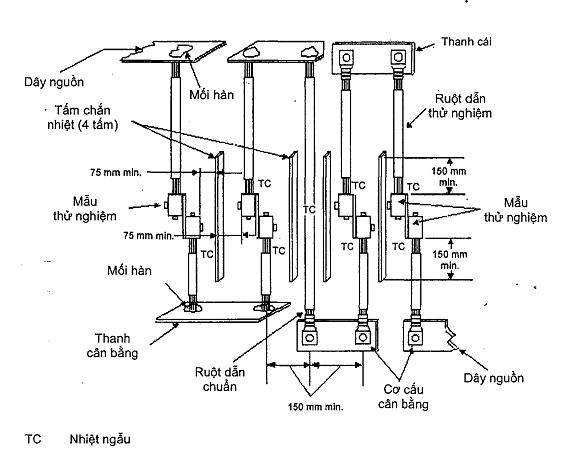 Thanh cái
Dây nguồn
Mối hàn
Ruột dẫn
thử nghiệm
Tấm chắn
nhiệt (4 tấm)
75 mm min.
150 mm
min.
TC
TC
TC
TC
Mẫu
thử nghiệm
Mẫu
thử nghiệm
75 mm min.
TC
TC
TC
TC
150 mm
min.
Mối hàn
Thanh
cân bằng
Ruột dẫn
chuẩn
150 mm min.
Cơ cấu
cân bằng
Dây nguồn
TC Nhiệt ngẫu